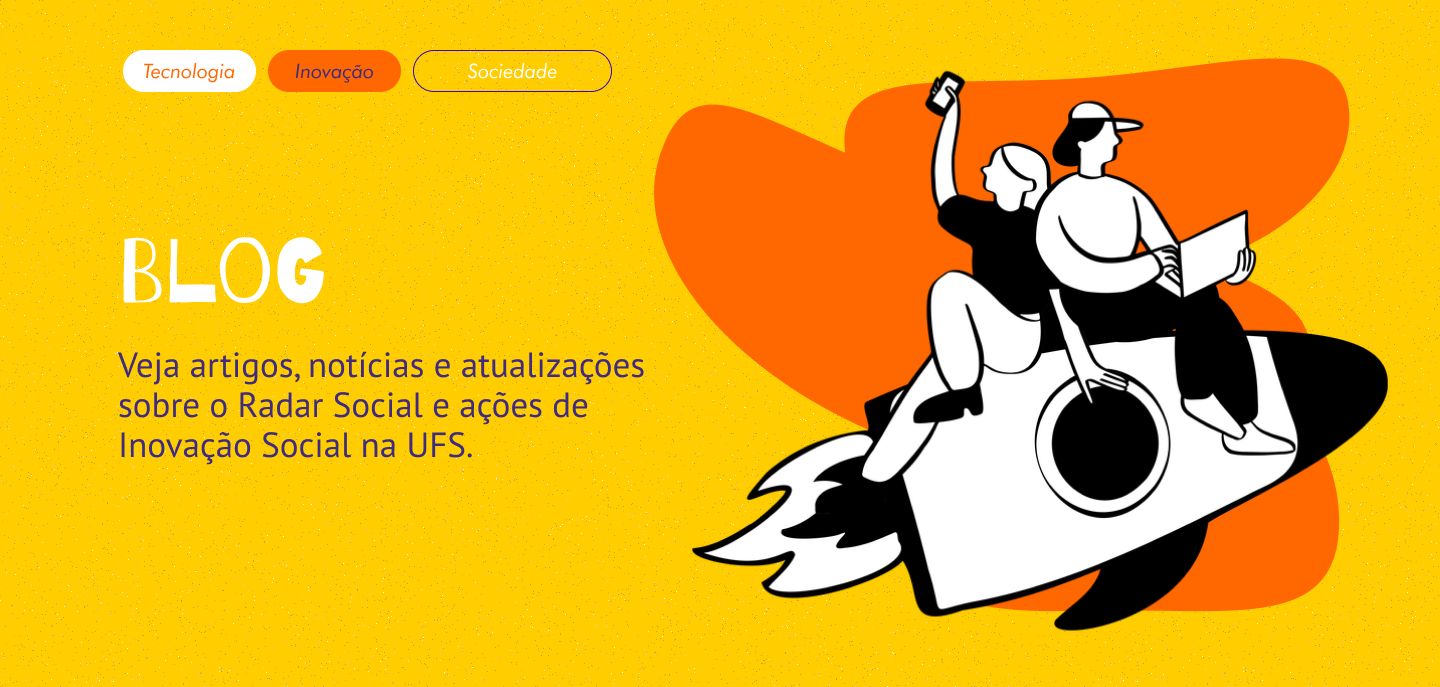 Tecnologia
Inovação
Sociedade
BLOG
Veja artigos, notícias e atualizações
sobre o Radar Social e ações de
Inovação Social na UFS.